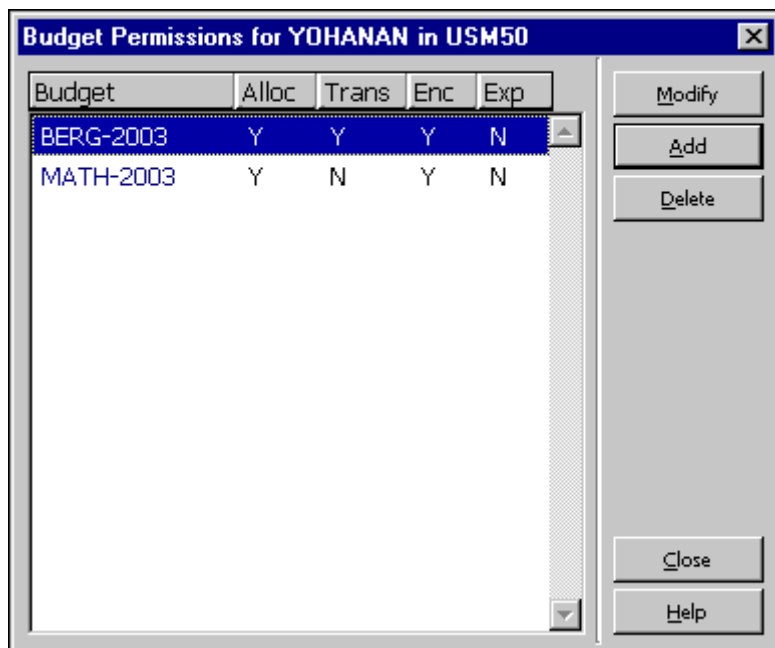 Budget Permissions for YOHANAN in USM50
Budget Alloc Trans Enc Exp
BERG-2003 Y Y Y N
MATH-2003 Y N Y N
Modify
Add
Delete
Close
Help